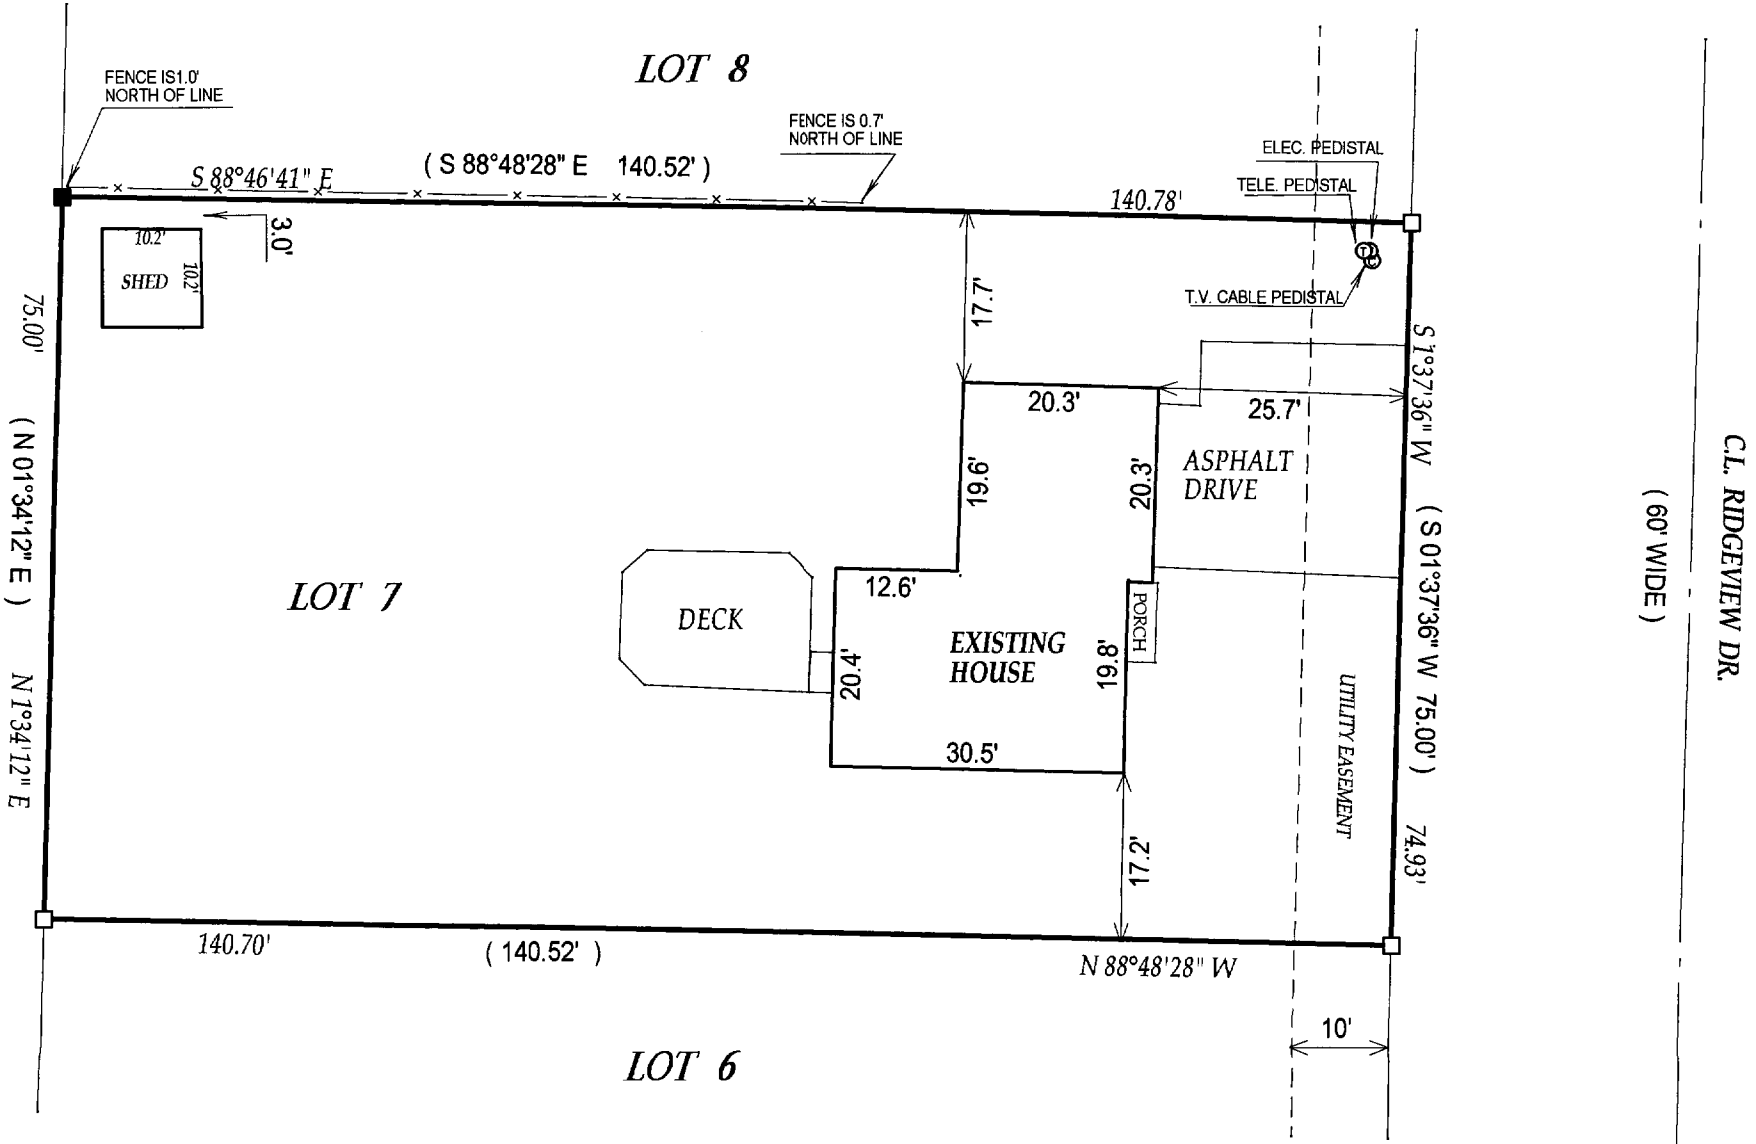 LOT 8
FENCE IS1.0'
NORTH OF LINE
FENCE IS 0.7'
NORTH OF LINE
ELEC. PEDISTAL
TELE. PEDISTAL
( S 88°48'28" E 140.52' )
S 88°46'41" E
140.78'
10.2'
10.2'
SHED
3.0'
T
C
T.V. CABLE PEDISTAL
17.7'
75.00'
( N 01°34'12" E )
N 1°34'12" E
20.3'
25.7'
S 1°37'36" W
( S 01°37'36" W 75.00' )
74.93'
C.L. RIDGEVIEW DR.
( 60' WIDE )
ASPHALT
DRIVE
19.6'
20.3'
12.6'
LOT 7
DECK
PORCH
EXISTING
HOUSE
20.4'
19.8'
30.5'
UTILITY EASEMENT
17.2'
140.70'
( 140.52' )
N 88°48'28" W
10'
LOT 6